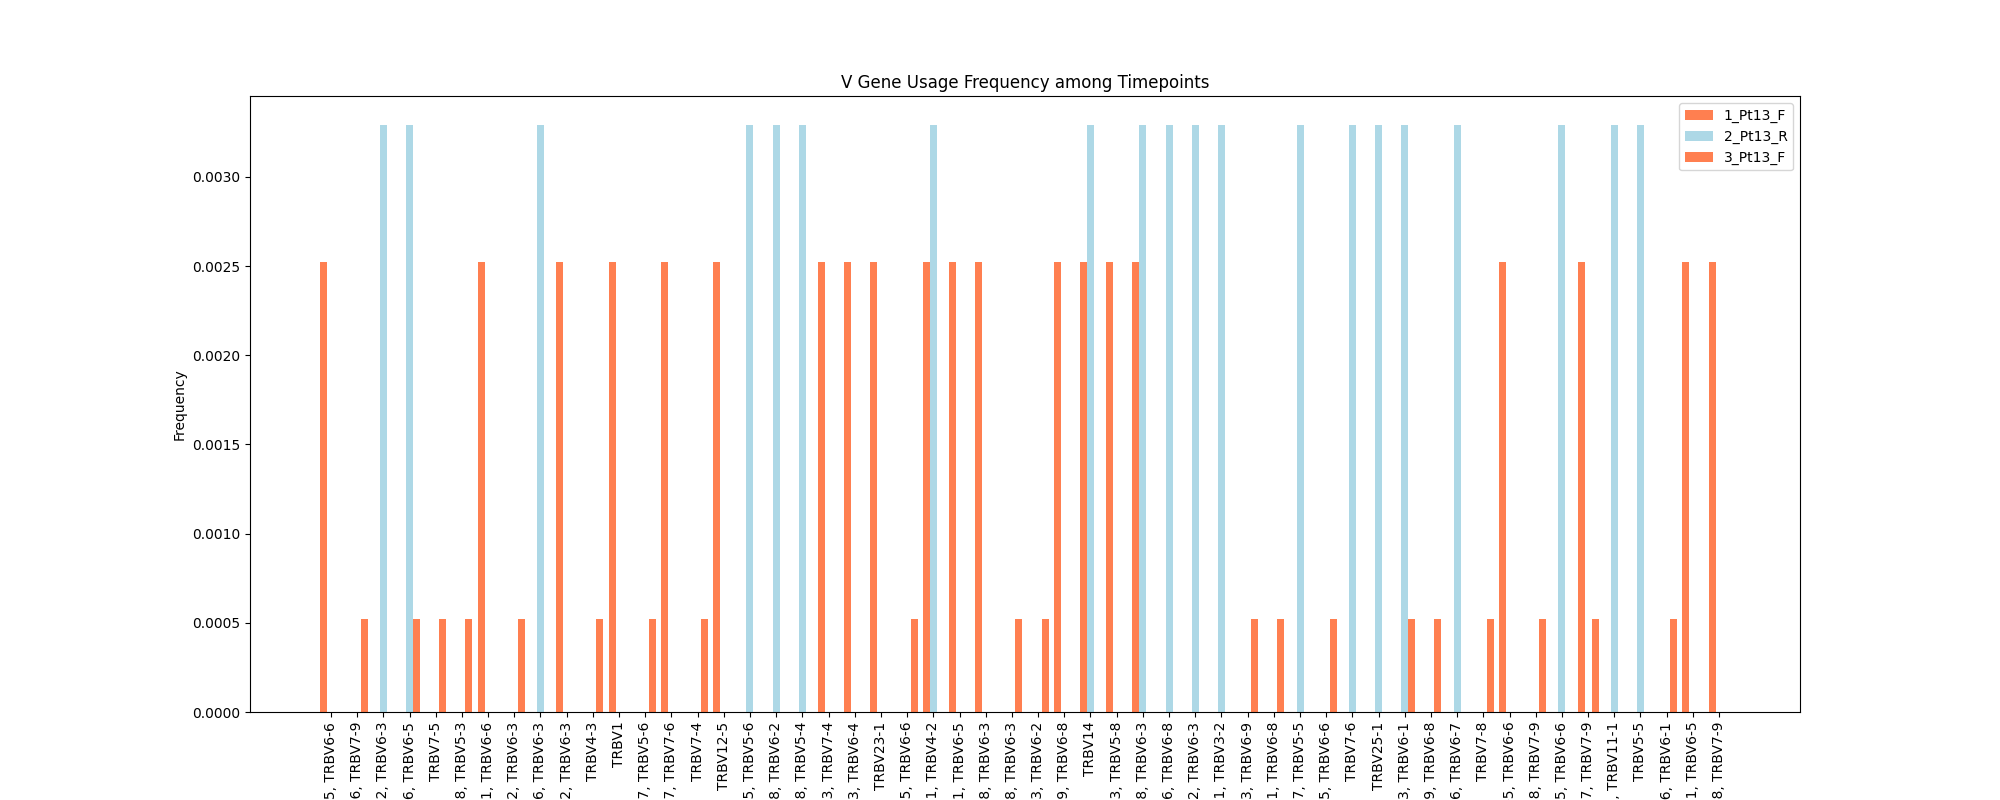 V Gene Usage Frequency among Timepoints
1_Pt13_F
2_Pt13_R
3_Pt13_F
Frequency
0.0030
0.0025
0.0020
0.0015
0.0010
0.0005
0.0000
5, TRBV6-6
6, TRBV7-9
2, TRBV6-3
6, TRBV6-5
TRBV7-5
8, TRBV5-3
1, TRBV6-6
2, TRBV6-3
6, TRBV6-3
2, TRBV6-3
TRBV4-3
TRBV1
7, TRBV5-6
7, TRBV7-6
TRBV7-4
TRBV12-5
5, TRBV5-6
8, TRBV6-2
8, TRBV5-4
3, TRBV7-4
3, TRBV6-4
TRBV23-1
5, TRBV6-6
1, TRBV4-2
1, TRBV6-5
8, TRBV6-3
8, TRBV6-3
3, TRBV6-2
9, TRBV6-8
TRBV14
3, TRBV5-8
8, TRBV6-3
6, TRBV6-8
2, TRBV6-3
1, TRBV3-2
3, TRBV6-9
1, TRBV6-8
7, TRBV5-5
5, TRBV6-6
TRBV7-6
TRBV25-1
3, TRBV6-1
9, TRBV6-8
6, TRBV6-7
TRBV7-8
5, TRBV6-6
8, TRBV7-9
5, TRBV6-6
7, TRBV7-9
, TRBV11-1
TRBV5-5
6, TRBV6-1
1, TRBV6-5
8, TRBV7-9